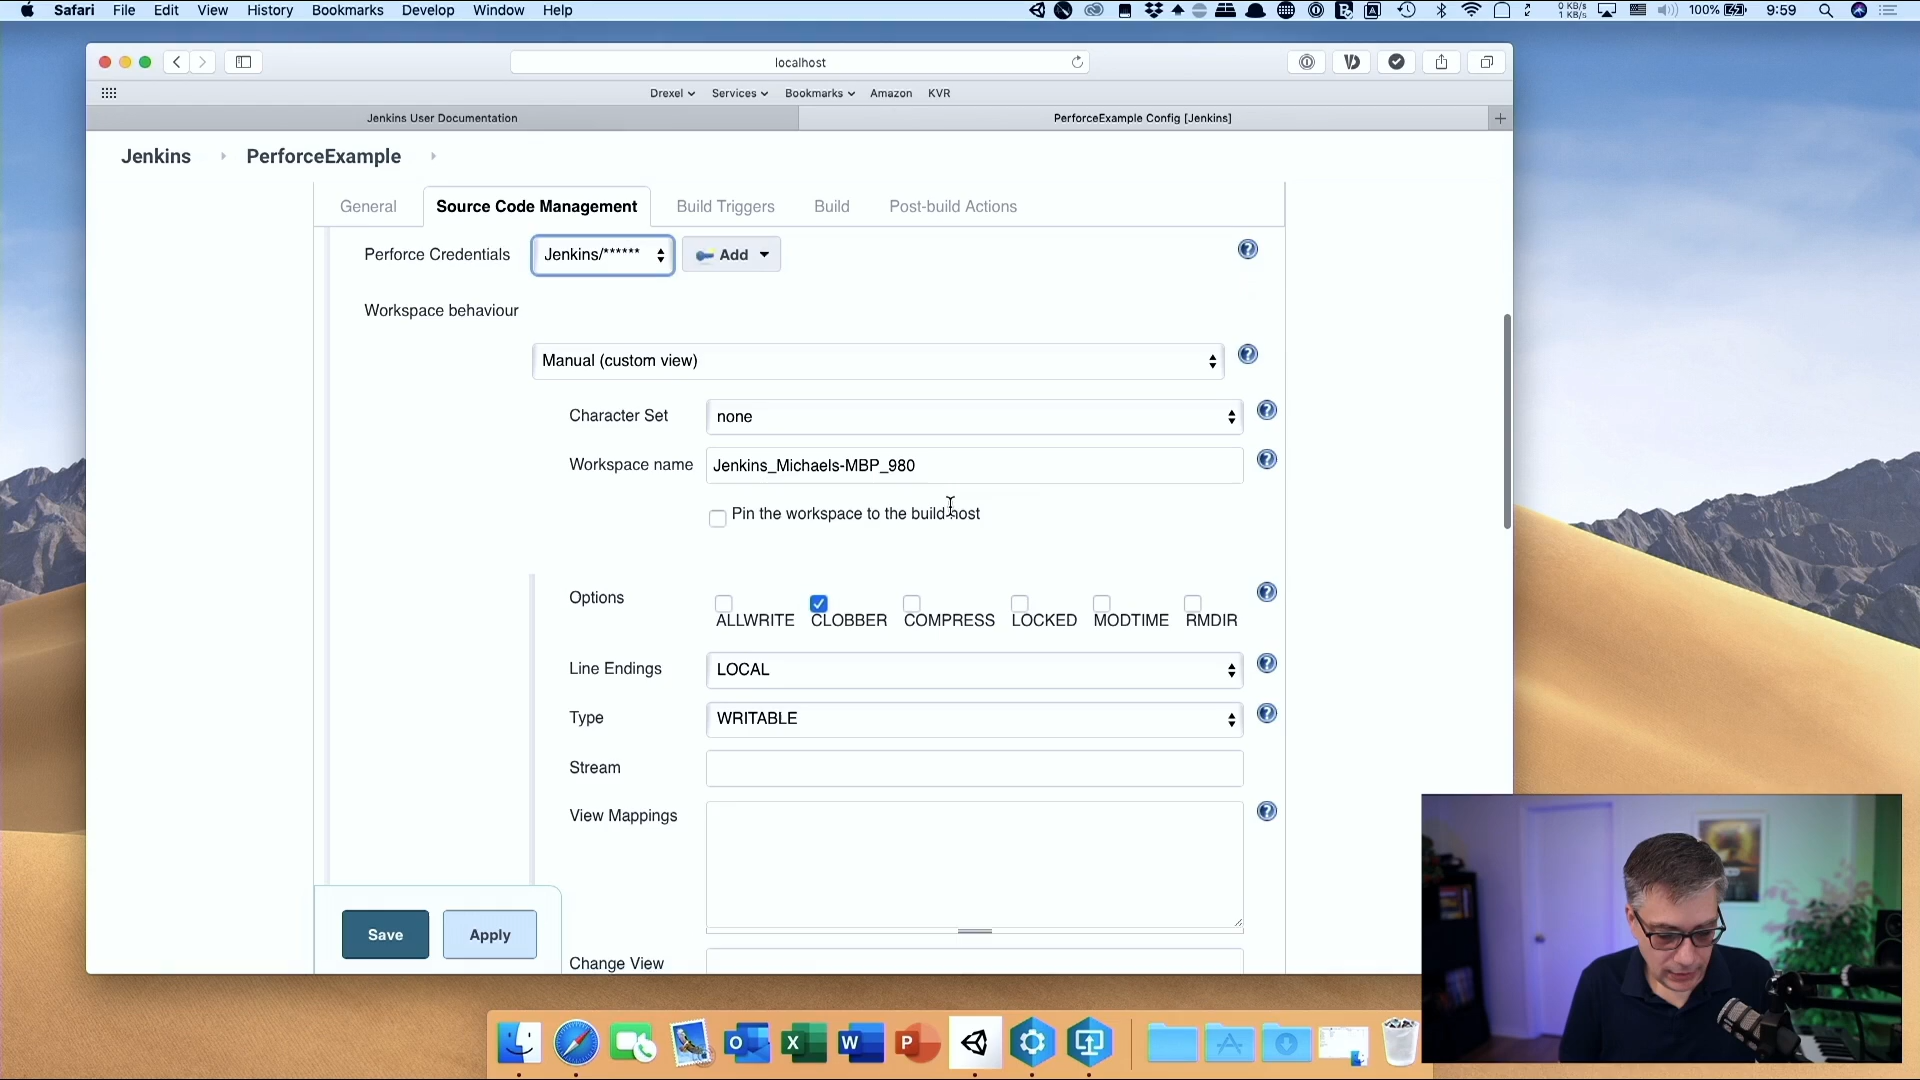 Safari File Edit View History Bookmarks Develop Window Help
0 KB/s
1 KB/s
100%
9:59
localhost
Drexel Services Bookmarks Amazon KVR
Jenkins User Documentation
PerforceExample Config [Jenkins]
Jenkins PerforceExample
General Source Code Management Build Triggers Build Post-build Actions
Perforce Credentials Jenkins/****** Add
Workspace behaviour
Manual (custom view)
Character Set none
Workspace name Jenkins_Michaels-MBP_980
Pin the workspace to the build host
Options
ALLWRITE CLOBBER COMPRESS LOCKED MODTIME RMDIR
Line Endings LOCAL
Type WRITABLE
Stream
View Mappings
Save Apply
Change View